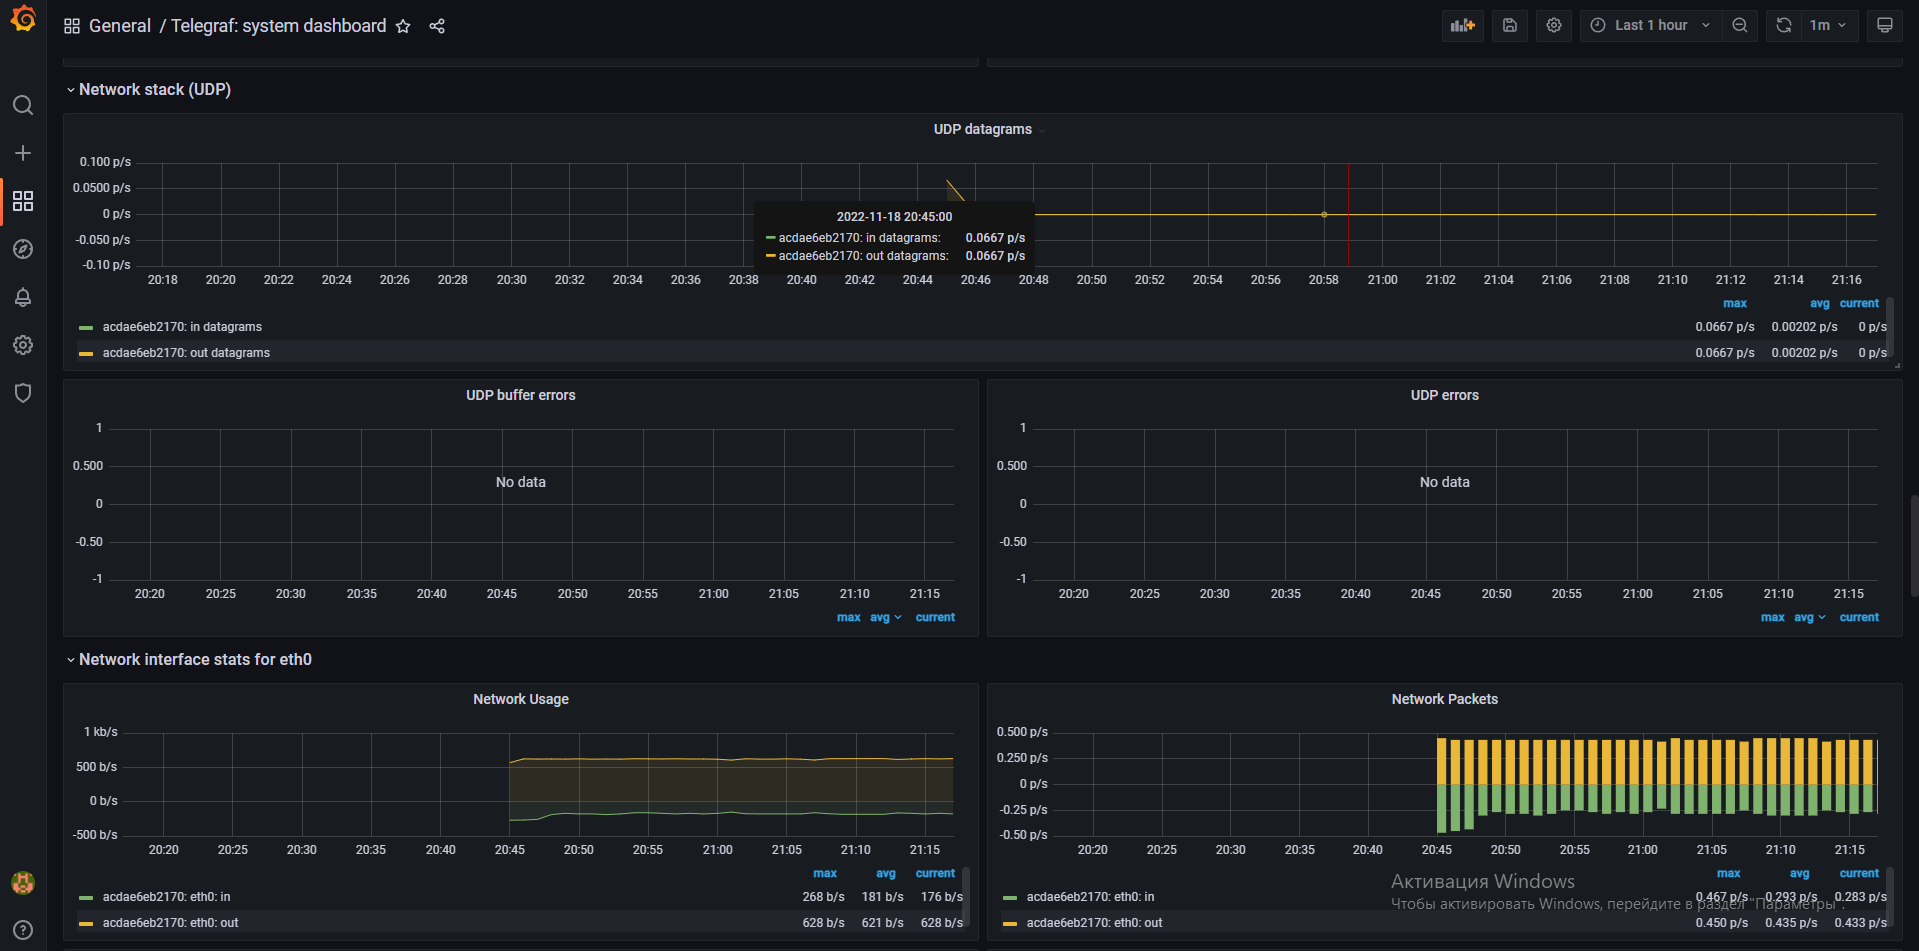 General / Telegraf: system dashboard
Last 1 hour
1m
Network stack (UDP)
UDP datagrams
0.100 p/s
0.0500 p/s
0 p/s
-0.050 p/s
-0.10 p/s
2022-11-18 20:45:00
acdae6eb2170: in datagrams: 0.0667 p/s
acdae6eb2170: out datagrams: 0.0667 p/s
20:18 20:20 20:22 20:24 20:26 20:28 20:30 20:32 20:34 20:36 20:38 20:40 20:42 20:44 20:46 20:48 20:50 20:52 20:54 20:56 20:58 21:00 21:02 21:04 21:06 21:08 21:10 21:12 21:14 21:16
max avg current
acdae6eb2170: in datagrams 0.0667 p/s 0.00202 p/s 0 p/s
acdae6eb2170: out datagrams 0.0667 p/s 0.00202 p/s 0 p/s
UDP buffer errors
1
0.500
No data
0
-0.50
-1
20:20 20:25 20:30 20:35 20:40 20:45 20:50 20:55 21:00 21:05 21:10 21:15
max avg current
UDP errors
1
0.500
No data
0
-0.50
-1
20:20 20:25 20:30 20:35 20:40 20:45 20:50 20:55 21:00 21:05 21:10 21:15
max avg current
Network interface stats for eth0
Network Usage
1 kb/s
500 b/s
0 b/s
-500 b/s
20:20 20:25 20:30 20:35 20:40 20:45 20:50 20:55 21:00 21:05 21:10 21:15
max avg current
acdae6eb2170: eth0: in 268 b/s 181 b/s 176 b/s
acdae6eb2170: eth0: out 628 b/s 621 b/s 628 b/s
Network Packets
0.500 p/s
0.250 p/s
0 p/s
-0.25 p/s
-0.50 p/s
20:20 20:25 20:30 20:35 20:40 20:45 20:50 20:55 21:00 21:05 21:10 21:15
max avg current
acdae6eb2170: eth0: in 0.467 p/s 0.293 p/s 0.283 p/s
acdae6eb2170: eth0: out 0.450 p/s 0.435 p/s 0.433 p/s
Активация Windows
Чтобы активировать Windows, перейдите в раздел "Параметры".